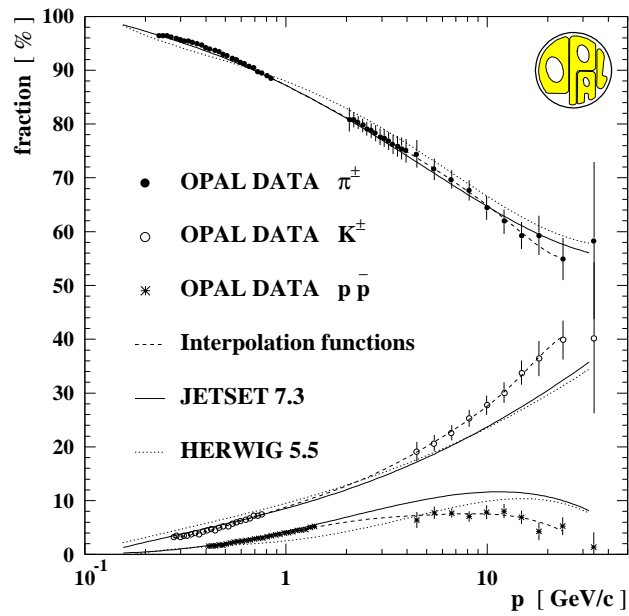 fraction [ %]
100
90
80
70
60
50
40
30
20
10
0
OPAL
OPAL DATA π±
OPAL DATA K±
OPAL DATA p p̄
Interpolation functions
JETSET 7.3
HERWIG 5.5
10⁻¹ 1 10
p [ GeV/c]